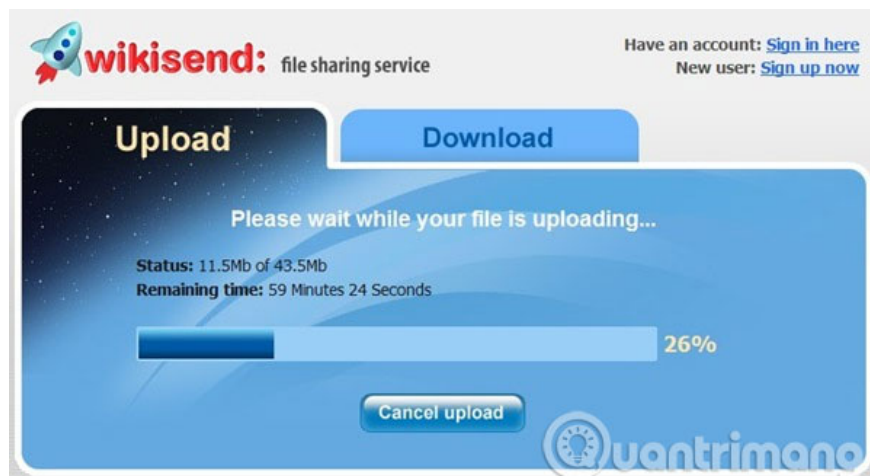 wikisend: file sharing service
Have an account: Sign in here
New user: Sign up now
Upload
Download
Please wait while your file is uploading...
Status: 11.5Mb of 43.5Mb
Remaining time: 59 Minutes 24 Seconds
26%
Cancel upload
Quantrimang